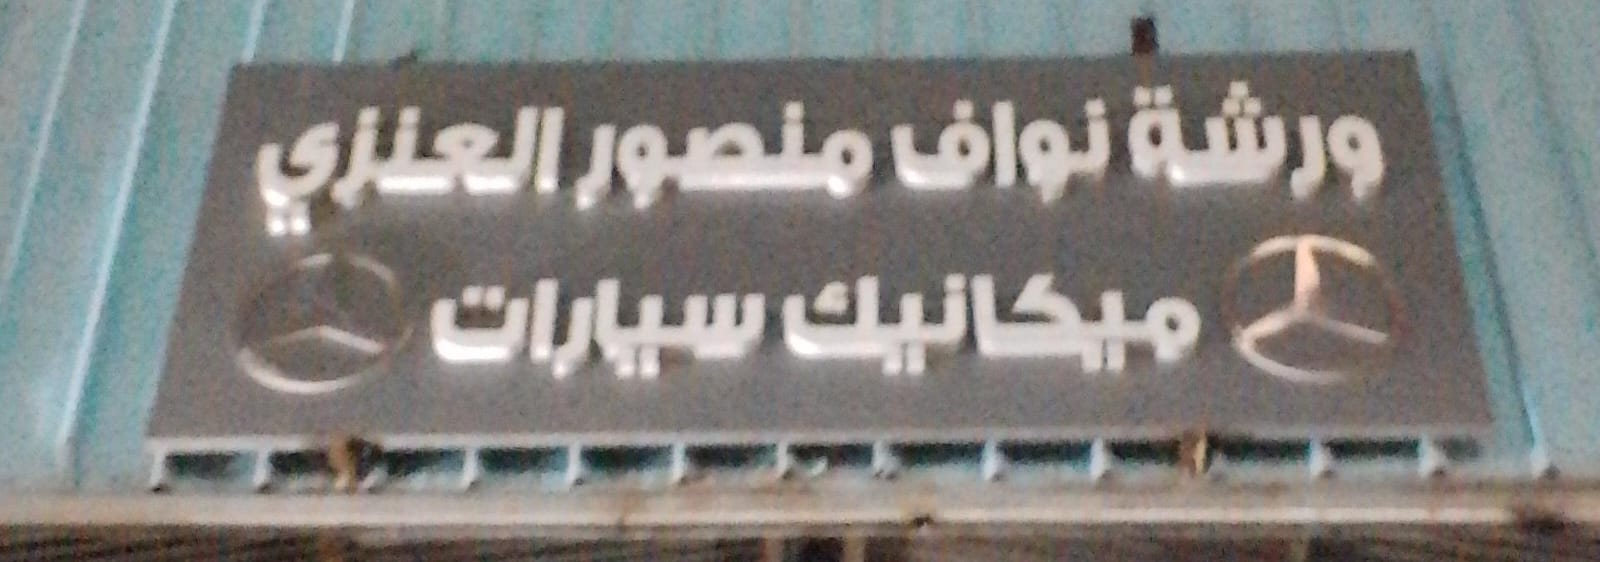 ورشة نواف منصور العنزي
ميكانيك سيارات